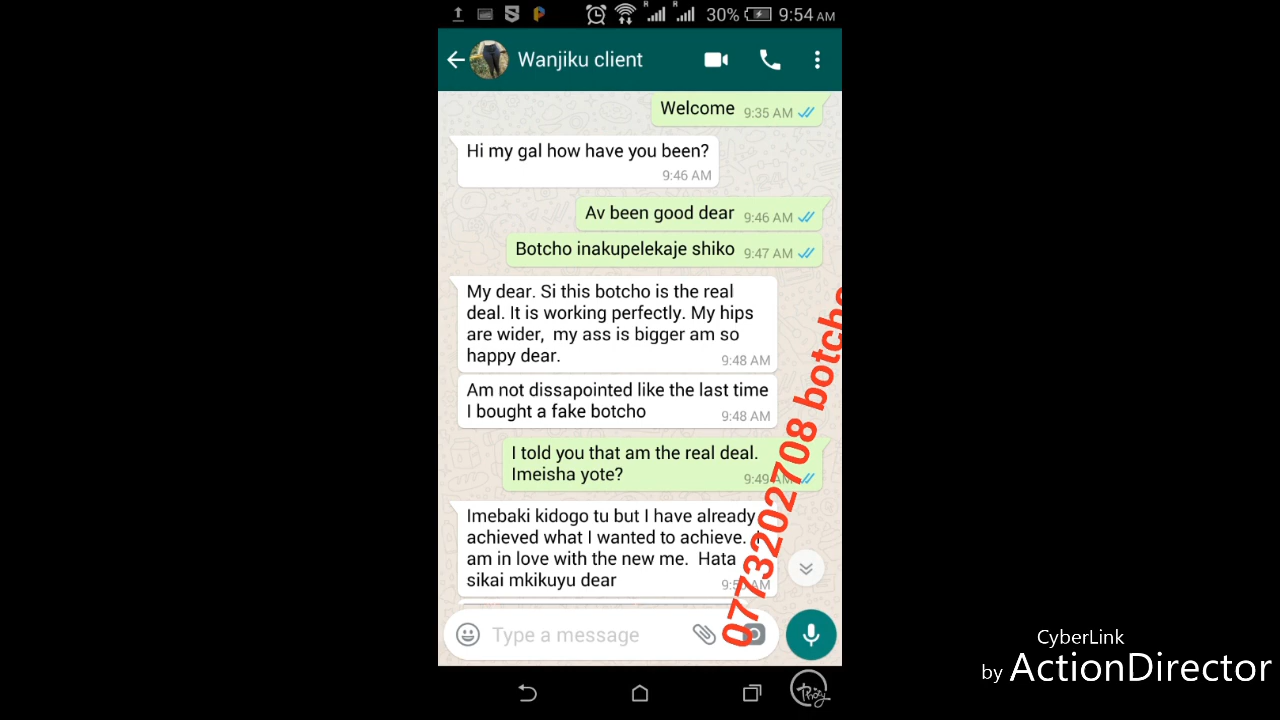 30% 9:54 AM
Wanjiku client
Welcome 9:35 AM
Hi my gal how have you been?
9:46 AM
Av been good dear 9:46 AM
Botcho inakupelekaje shiko 9:47 AM
My dear. Si this botcho is the real
deal. It is working perfectly. My hips
are wider, my ass is bigger am so
happy dear. 9:48 AM
Am not dissapointed like the last time
I bought a fake botcho 9:48 AM
I told you that am the real deal.
Imeisha yote? 9:49 AM
Imebaki kidogo tu but I have already
achieved what I wanted to achieve. I
am in love with the new me. Hata
sikai mkikuyu dear
Type a message
0773202708 botcho
CyberLink
by ActionDirector